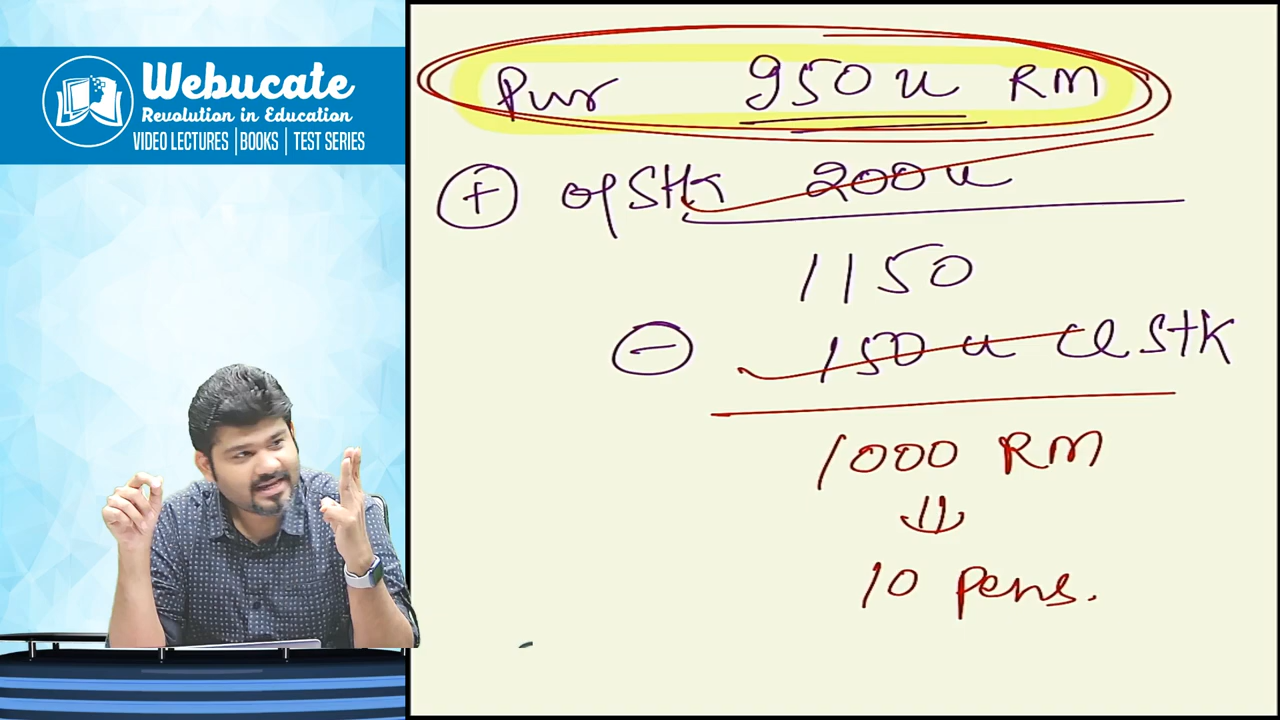 Webucate
Revolution in Education
VIDEO LECTURES | BOOKS | TEST SERIES
Pur 950 u RM
+ op Stk 200 u
1150
- 150 u Cl Stk
1000 RM
⇓
10 Pens.